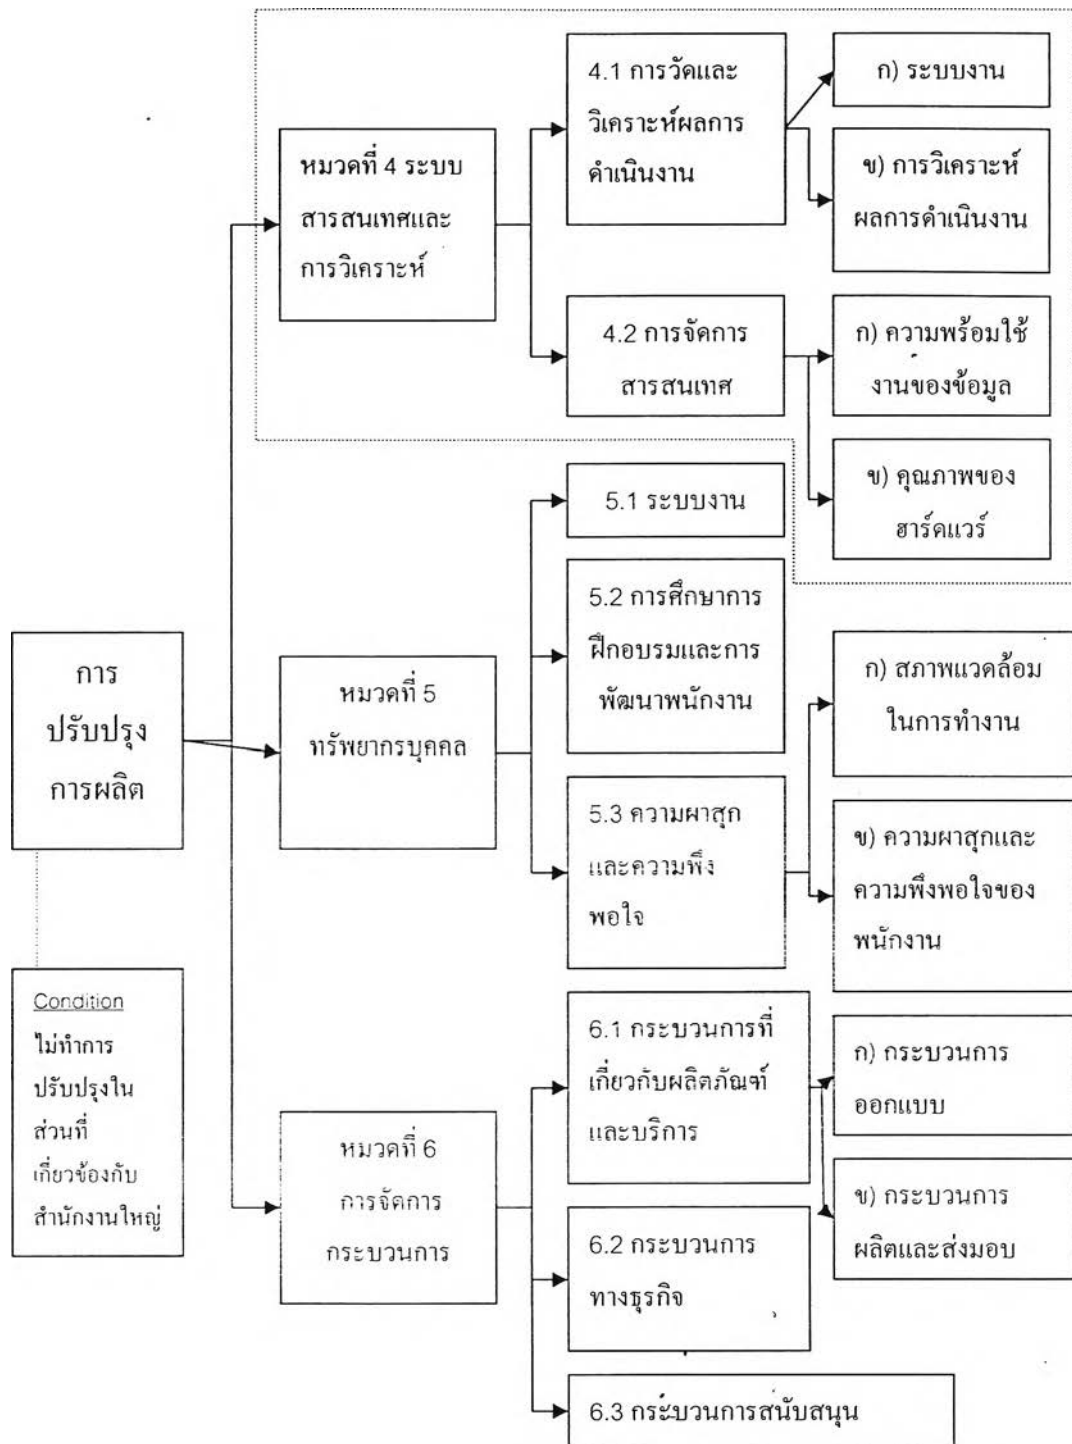 4.1 การวัดและ
วิเคราะห์ผลการ
ดำเนินงาน
ก) ระบบงาน
ข) การวิเคราะห์
ผลการดำเนินงาน
หมวดที่ 4 ระบบ
สารสนเทศและ
การวิเคราะห์
4.2 การจัดการ
สารสนเทศ
ก) ความพร้อมใช้
งานของข้อมูล
ข) คุณภาพของ
ฮาร์ดแวร์
5.1 ระบบงาน
5.2 การศึกษาการ
ฝึกอบรมและการ
พัฒนาพนักงาน
การ
ปรับปรุง
การผลิต
หมวดที่ 5
ทรัพยากรบุคคล
5.3 ความผาสุก
และความพึง
พอใจ
ก) สภาพแวดล้อม
ในการทำงาน
ข) ความผาสุกและ
ความพึงพอใจของ
พนักงาน
Condition
ไม่ทำการ
ปรับปรุงใน
ส่วนที่
เกี่ยวข้องกับ
สำนักงานใหญ่
หมวดที่ 6
การจัดการ
กระบวนการ
6.1 กระบวนการที่
เกี่ยวกับผลิตภัณฑ์
และบริการ
ก) กระบวนการ
ออกแบบ
ข) กระบวนการ
ผลิตและส่งมอบ
6.2 กระบวนการ
ทางธุรกิจ
6.3 กระบวนการสนับสนุน